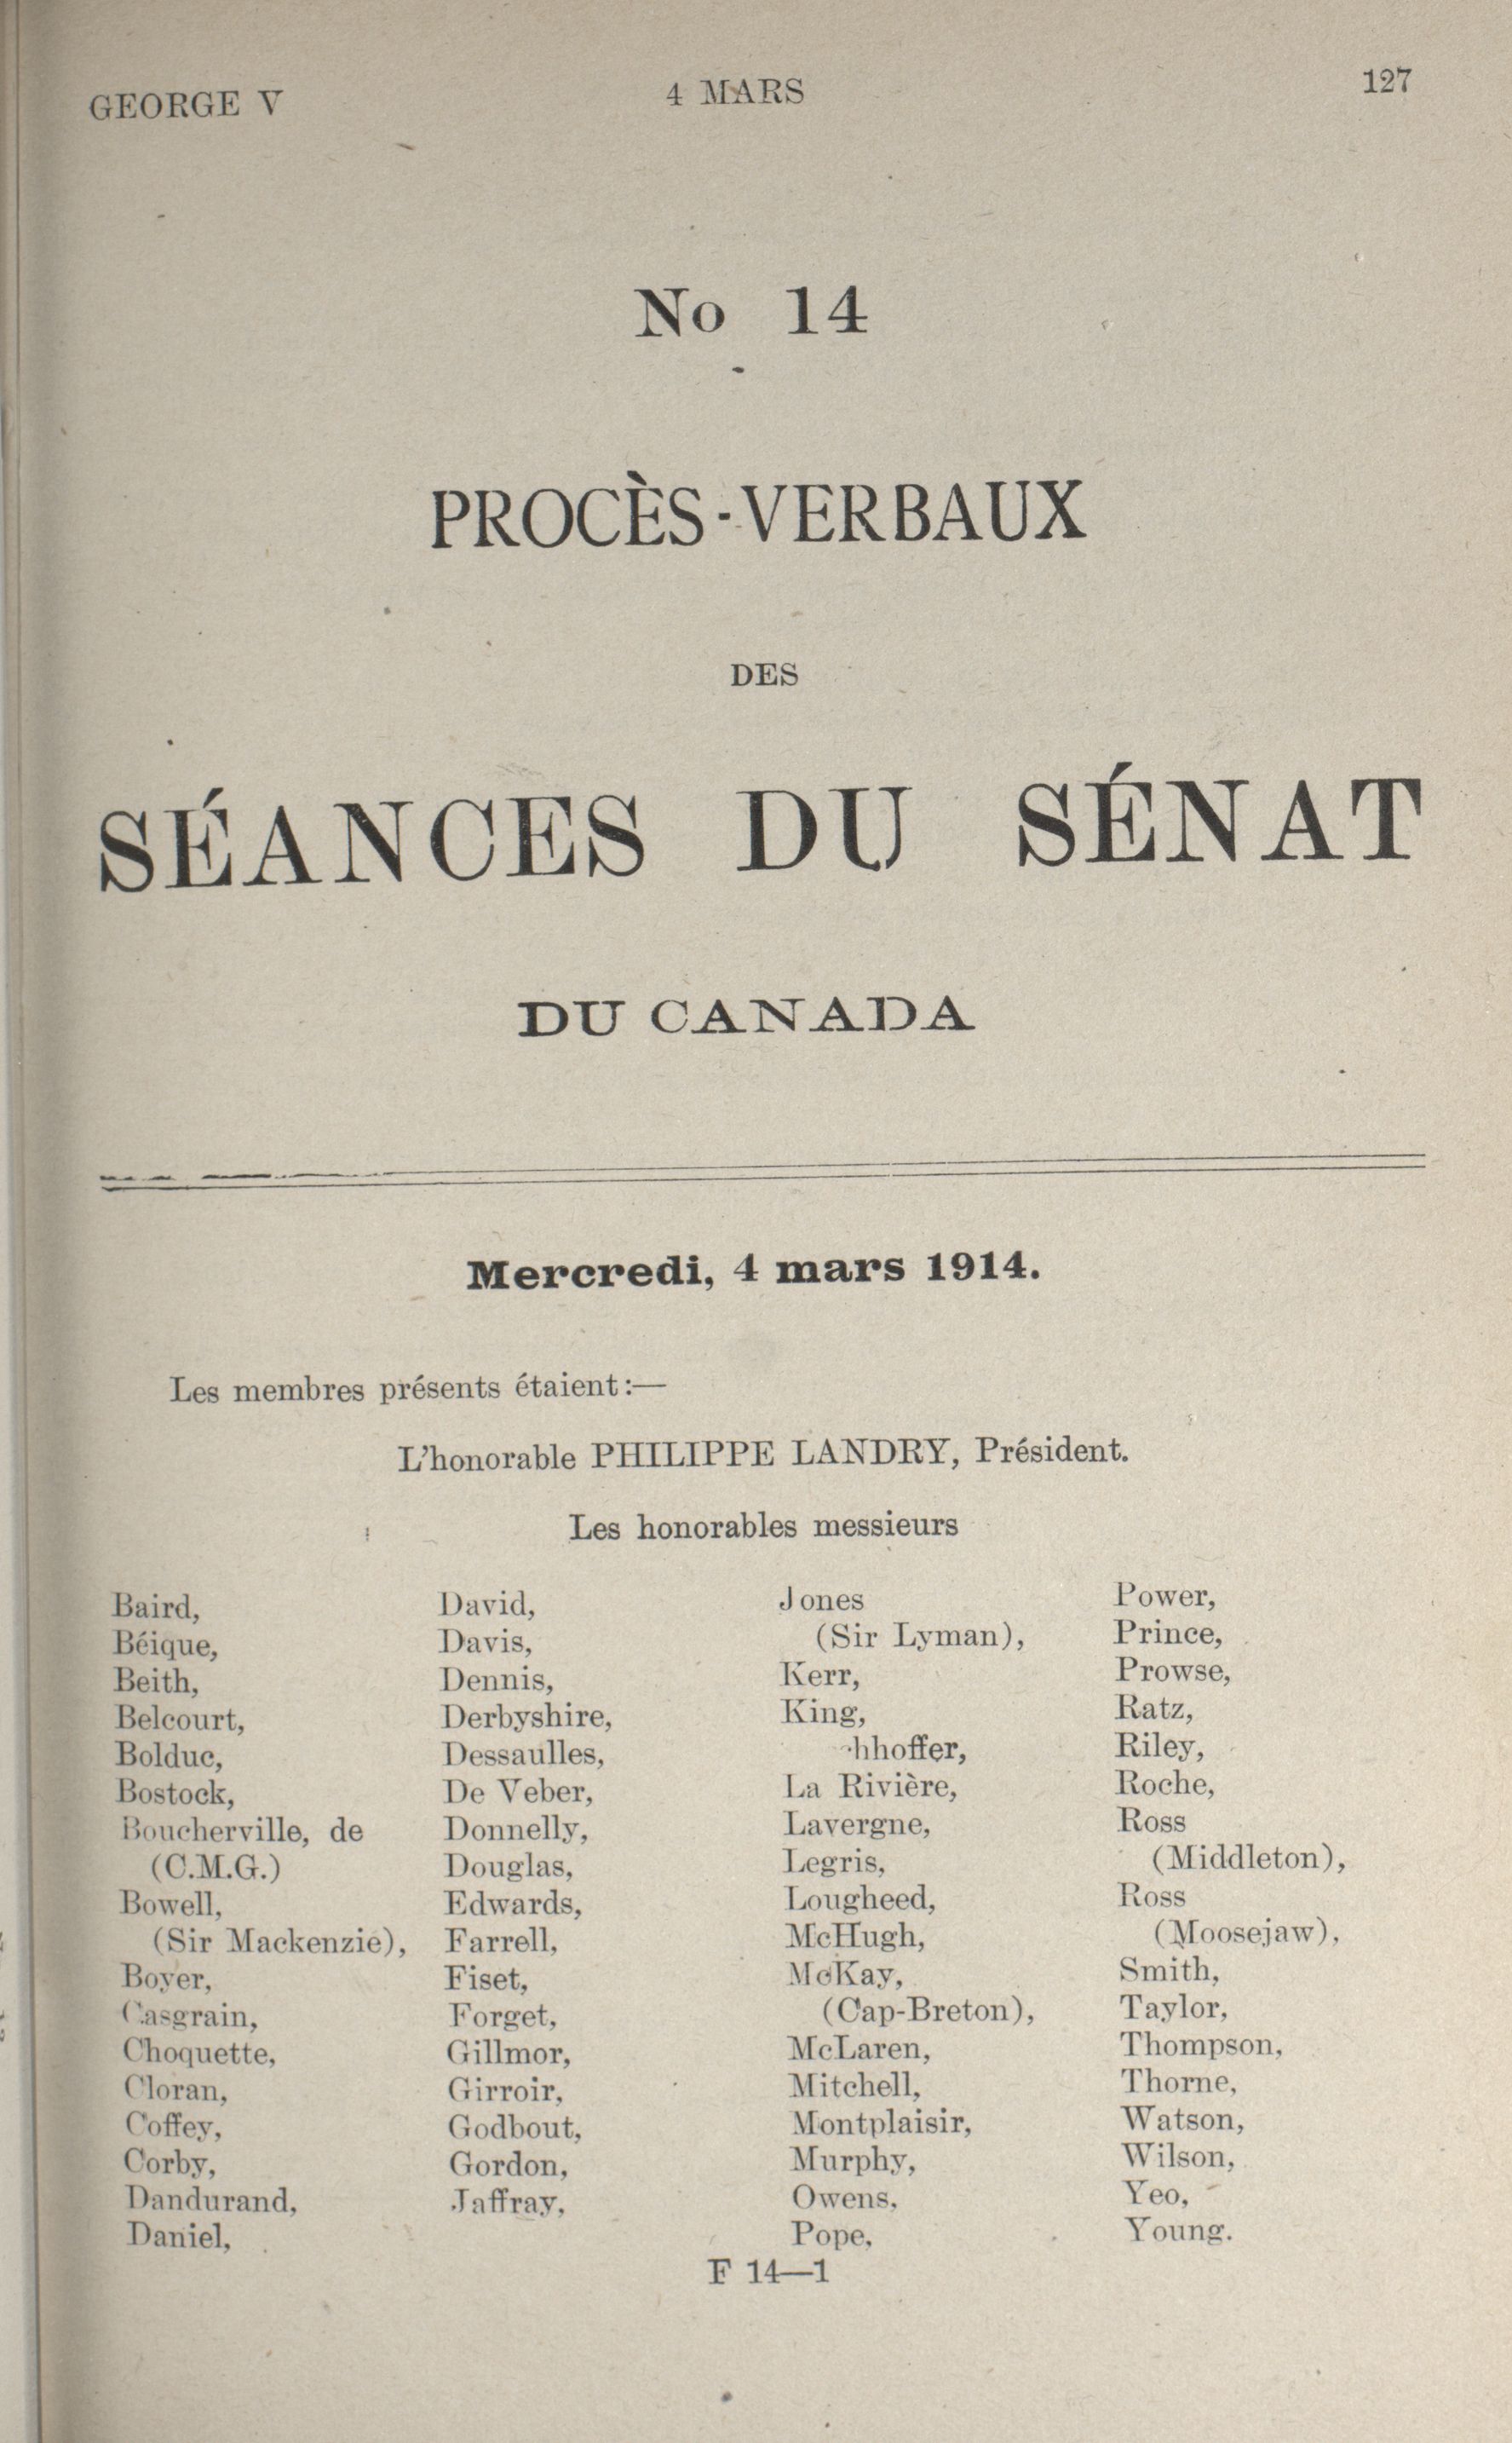 GEORGE V
4 MARS
127
No 14
PROCÈS-VERBAUX
DES
SÉANCES DU SÉNAT
DU CANADA
Mercredi, 4 mars 1914.
Les membres présents étaient:—
L'honorable PHILIPPE LANDRY, Président.
Les honorables messieurs
Baird,
Béique,
Beith,
Belcourt,
Bolduc,
Bostock,
Boucherville, de
(C.M.G.)
Bowell,
(Sir Mackenzie),
Boyer,
Casgrain,
Choquette,
Cloran,
Coffey,
Corby,
Dandurand,
Daniel,
David,
Davis,
Dennis,
Derbyshire,
Dessaulles,
De Veber,
Donnelly,
Douglas,
Edwards,
Farrell,
Fiset,
Forget,
Gillmor,
Girroir,
Godbout,
Gordon,
Jaffray,
Jones
(Sir Lyman),
Kerr,
King,
La Rivière,
Lavergne,
Legris,
Lougheed,
McHugh,
McKay,
(Cap-Breton),
McLaren,
Mitchell,
Montplaisir,
Murphy,
Owens,
Pope,
Power,
Prince,
Prowse,
Ratz,
Riley,
Roche,
Ross
(Middleton),
Ross
(Moosejaw),
Smith,
Taylor,
Thompson,
Thorne,
Watson,
Wilson,
Yeo,
Young.
F 14—1